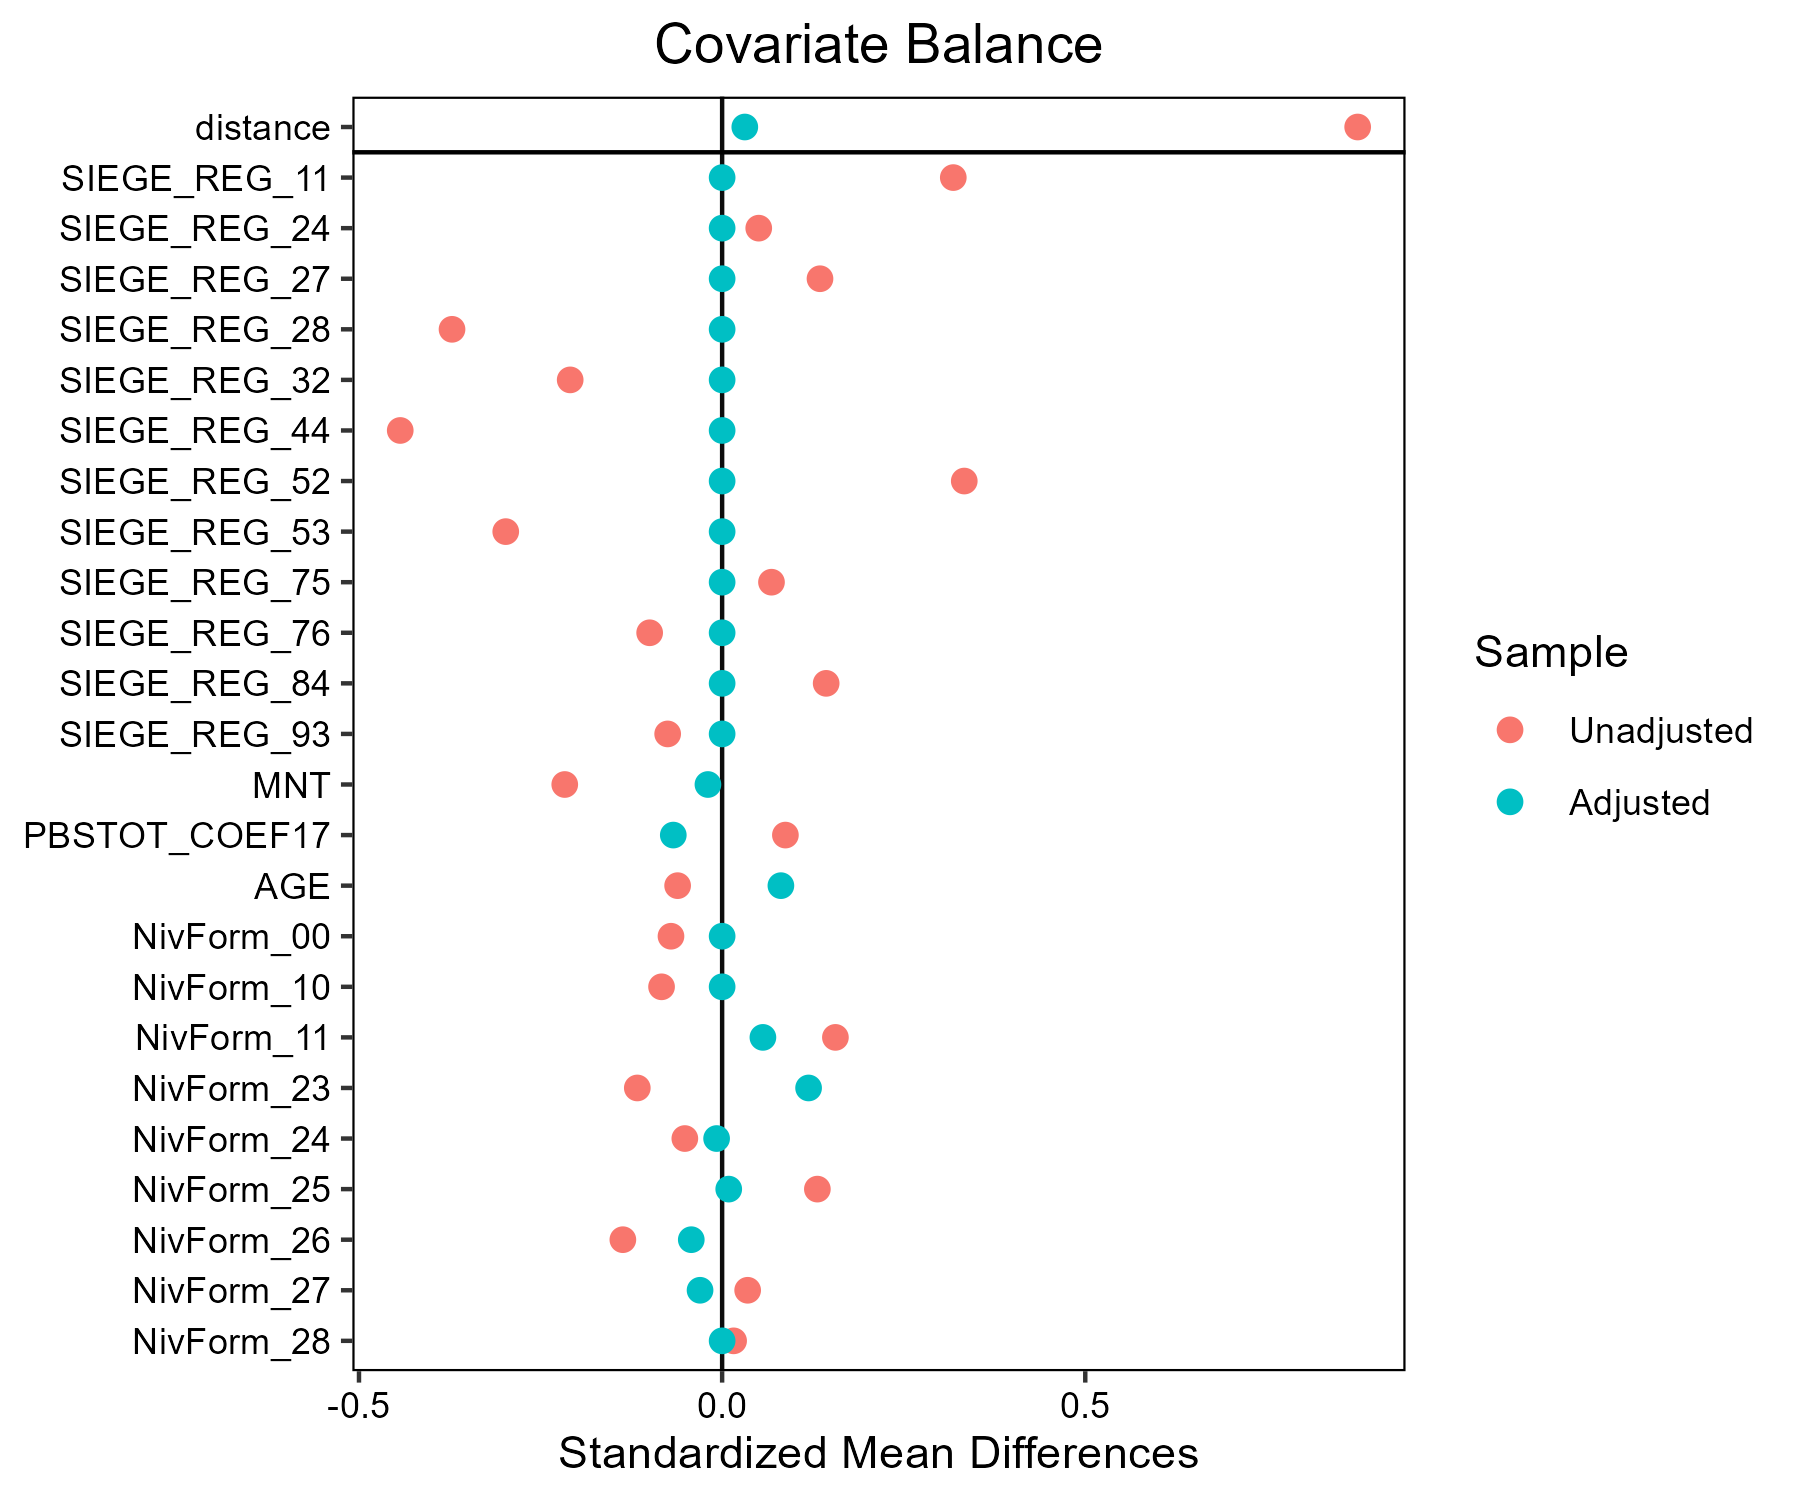 Covariate Balance
distance
SIEGE_REG_11
SIEGE_REG_24
SIEGE_REG_27
SIEGE_REG_28
SIEGE_REG_32
SIEGE_REG_44
SIEGE_REG_52
SIEGE_REG_53
SIEGE_REG_75
SIEGE_REG_76
SIEGE_REG_84
SIEGE_REG_93
MNT
PBSTOT_COEF17
AGE
NivForm_00
NivForm_10
NivForm_11
NivForm_23
NivForm_24
NivForm_25
NivForm_26
NivForm_27
NivForm_28
-0.5 0.0 0.5
Standardized Mean Differences
Sample
Unadjusted
Adjusted